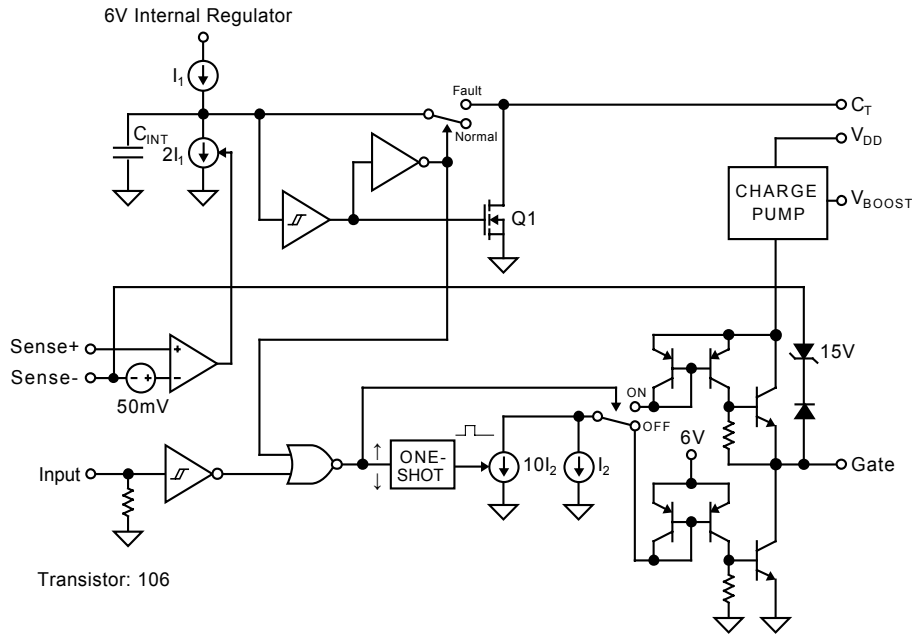 6V Internal Regulator
I1
Fault
CT
Normal
VDD
CINT
2I1
CHARGE
PUMP
VBOOST
Q1
Sense+
+
15V
Sense-
- +
-
50mV
ON
OFF
6V
Input
↑
ONE-
SHOT
↓
10I2
I2
Gate
Transistor: 106